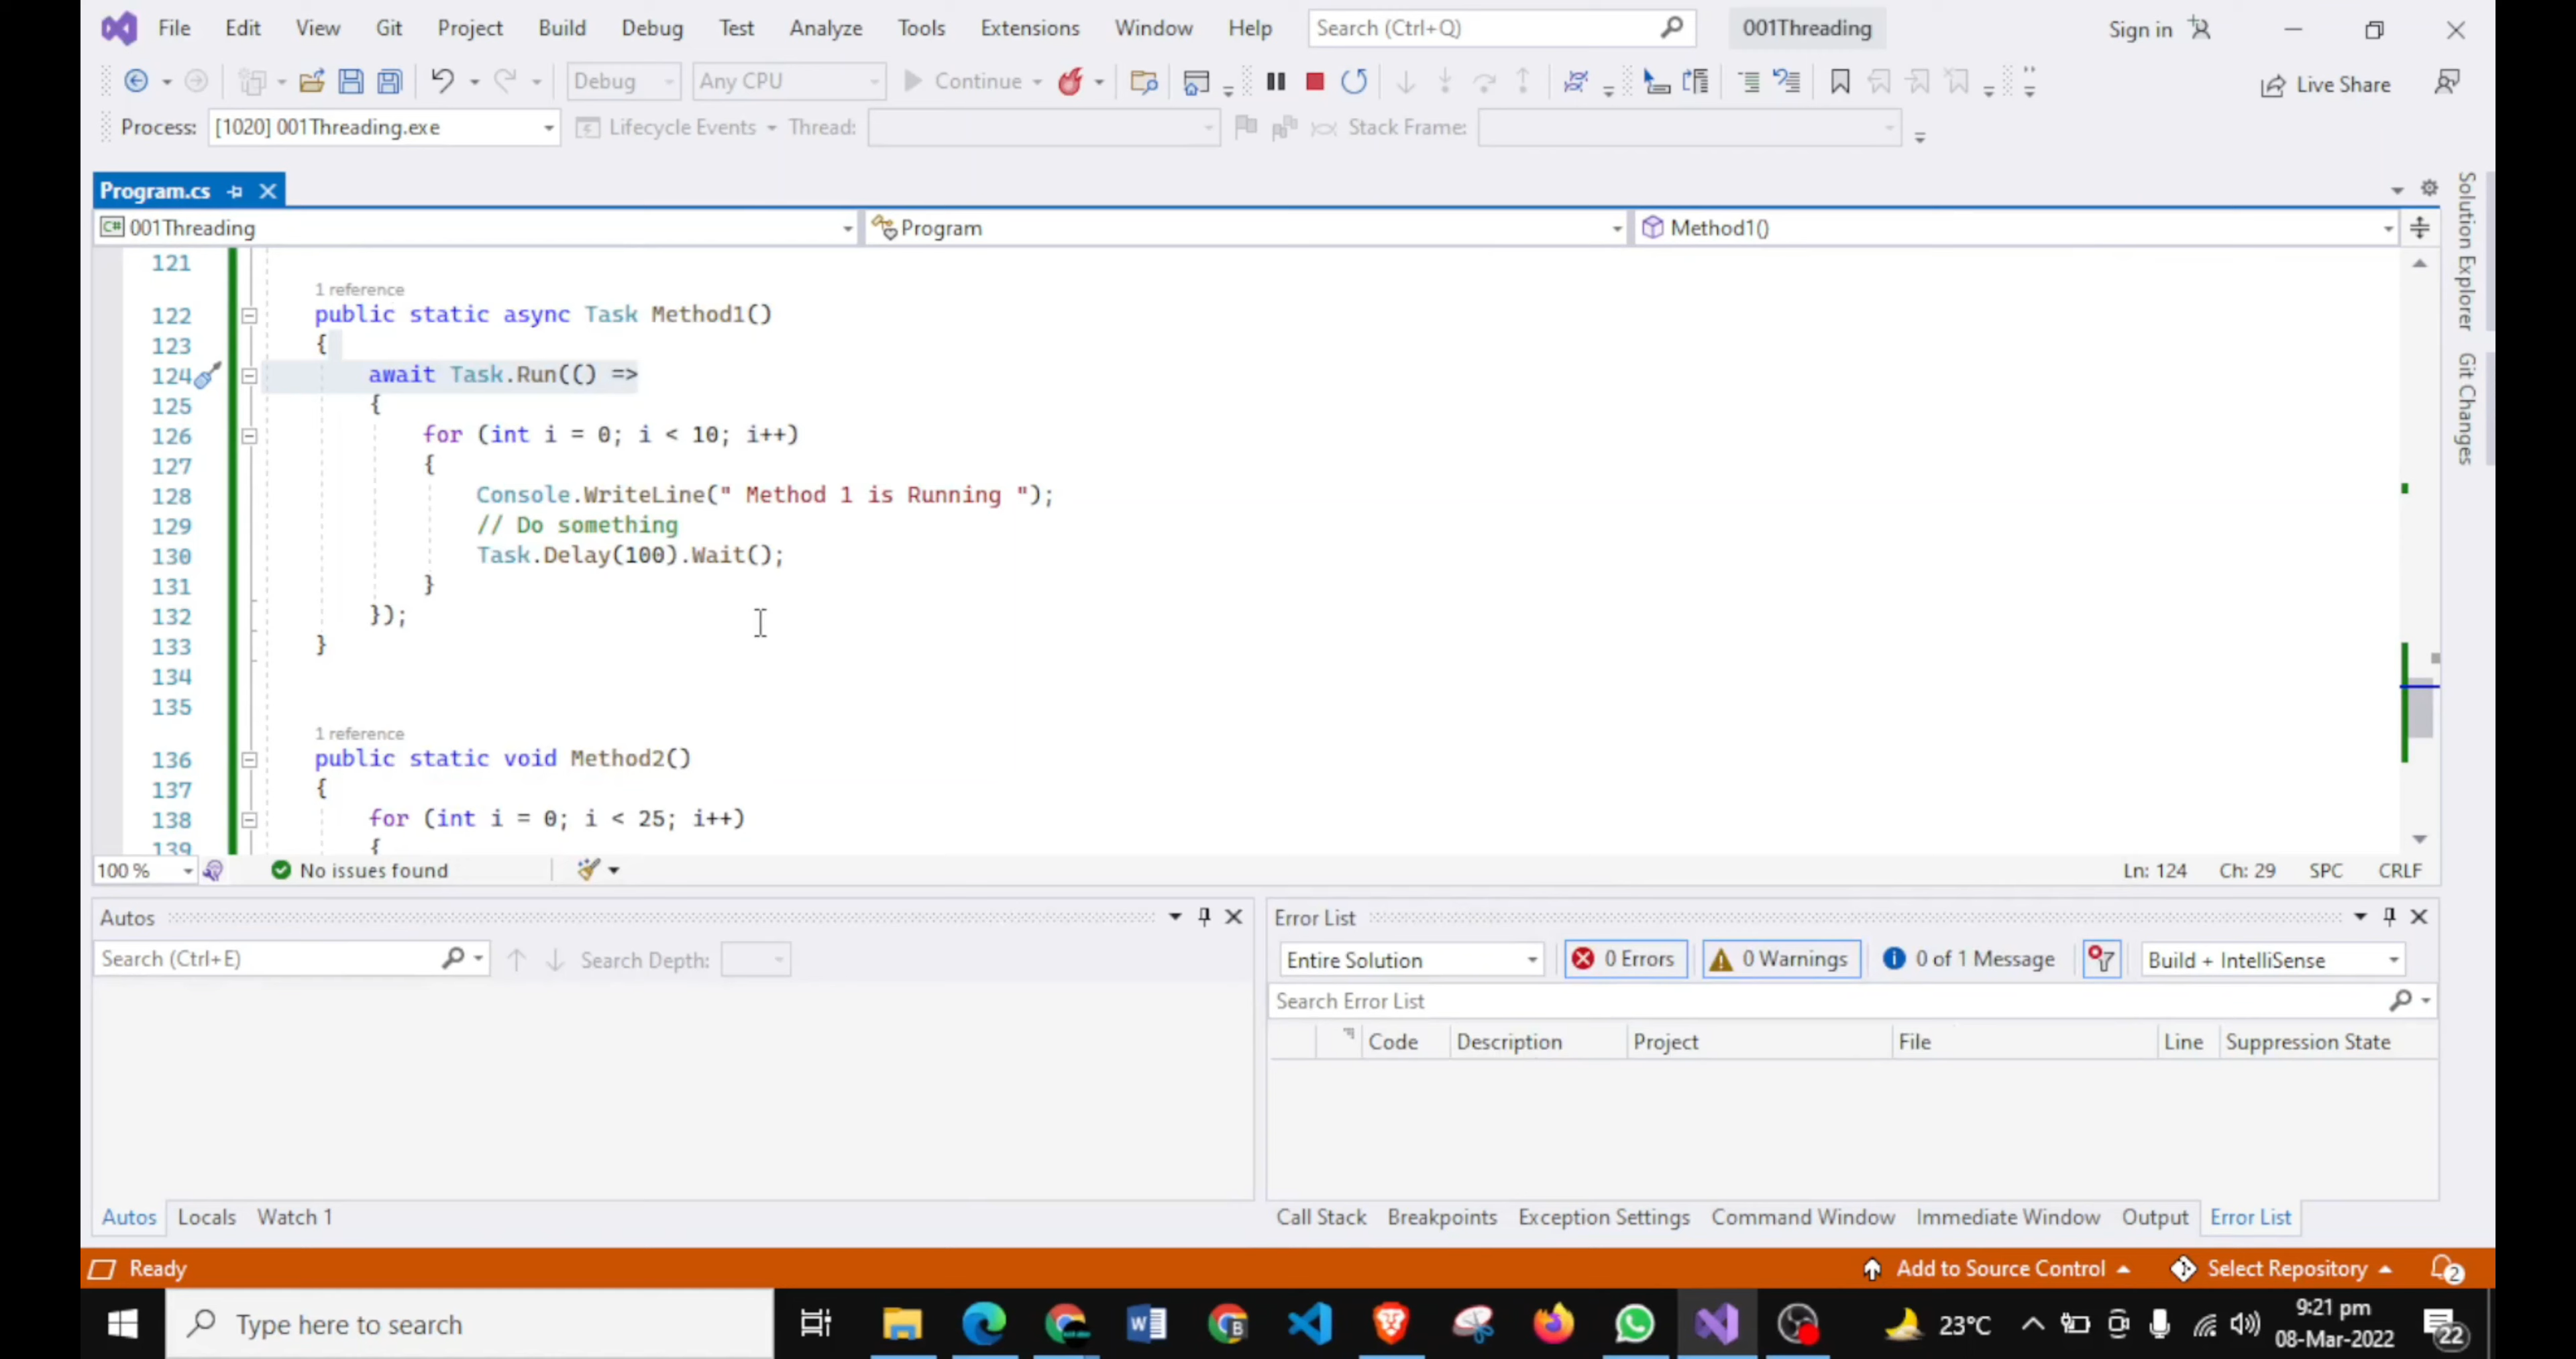 File Edit View Git Project Build Debug Test Analyze Tools Extensions Window Help Search (Ctrl+Q) 001Threading Sign in
Debug Any CPU Continue Live Share
Process: [1020] 001Threading.exe Lifecycle Events Thread: Stack Frame:
Program.cs
C# 001Threading Program Method1()
121
1 reference
122 public static async Task Method1()
123 {
124 await Task.Run(() =>
125 {
126 for (int i = 0; i < 10; i++)
127 {
128 Console.WriteLine(" Method 1 is Running ");
129 // Do something
130 Task.Delay(100).Wait();
131 }
132 });
133 }
134
135
1 reference
136 public static void Method2()
137 {
138 for (int i = 0; i < 25; i++)
139 {
100 % No issues found Ln: 124 Ch: 29 SPC CRLF
Solution Explorer
Git Changes
Autos
Search (Ctrl+E) Search Depth:
Autos Locals Watch 1
Error List
Entire Solution 0 Errors 0 Warnings 0 of 1 Message Build + IntelliSense
Search Error List
Code Description Project File Line Suppression State
Call Stack Breakpoints Exception Settings Command Window Immediate Window Output Error List
Ready Add to Source Control Select Repository 2
Type here to search 23°C 9:21 pm
08-Mar-2022 22